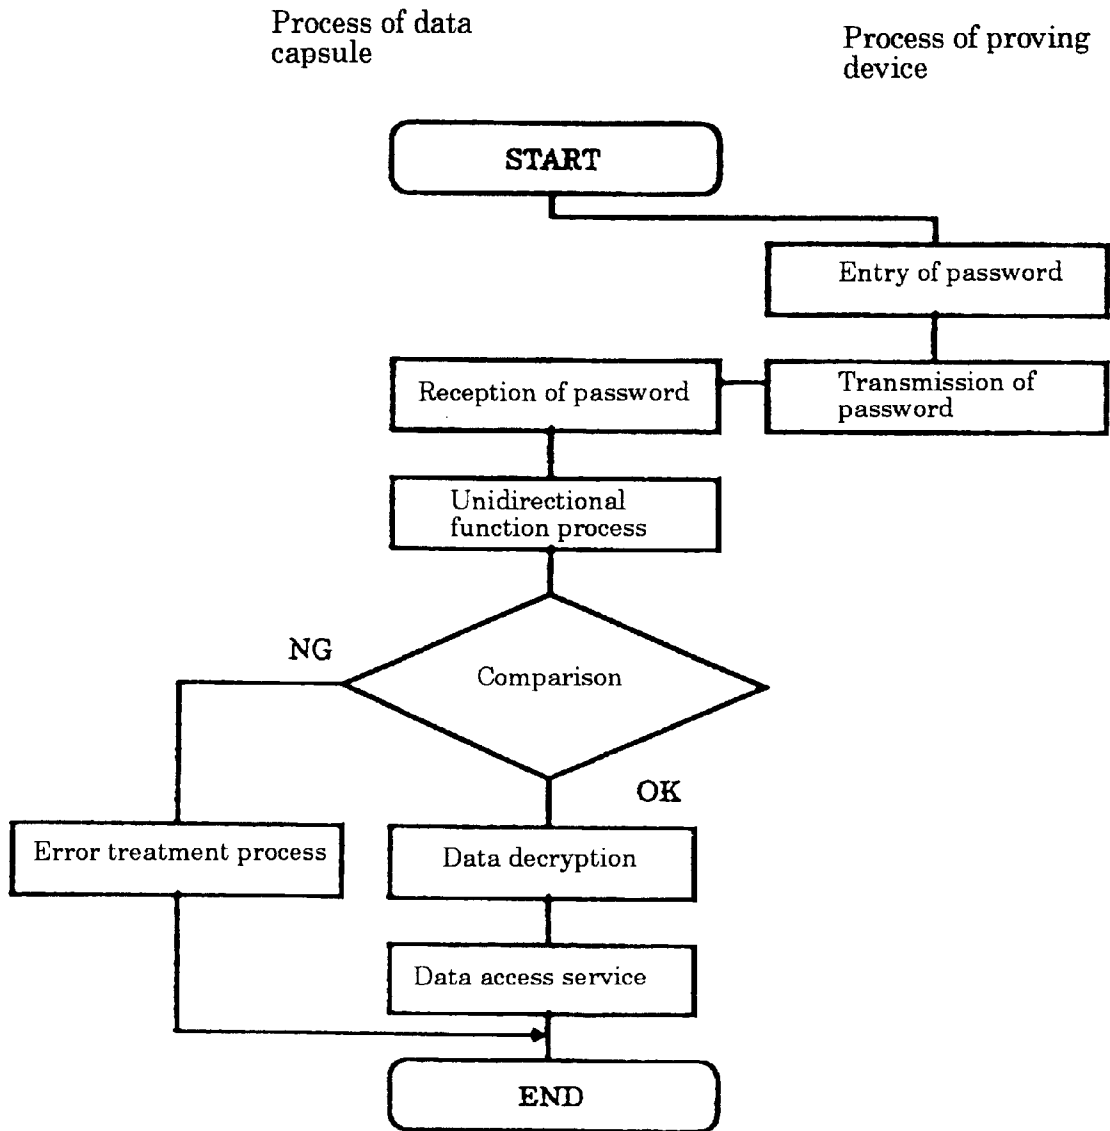 Process of data
capsule
Process of proving
device
START
Entry of password
Reception of password
Transmission of
password
Unidirectional
function process
NG
Comparison
OK
Error treatment process
Data decryption
Data access service
END